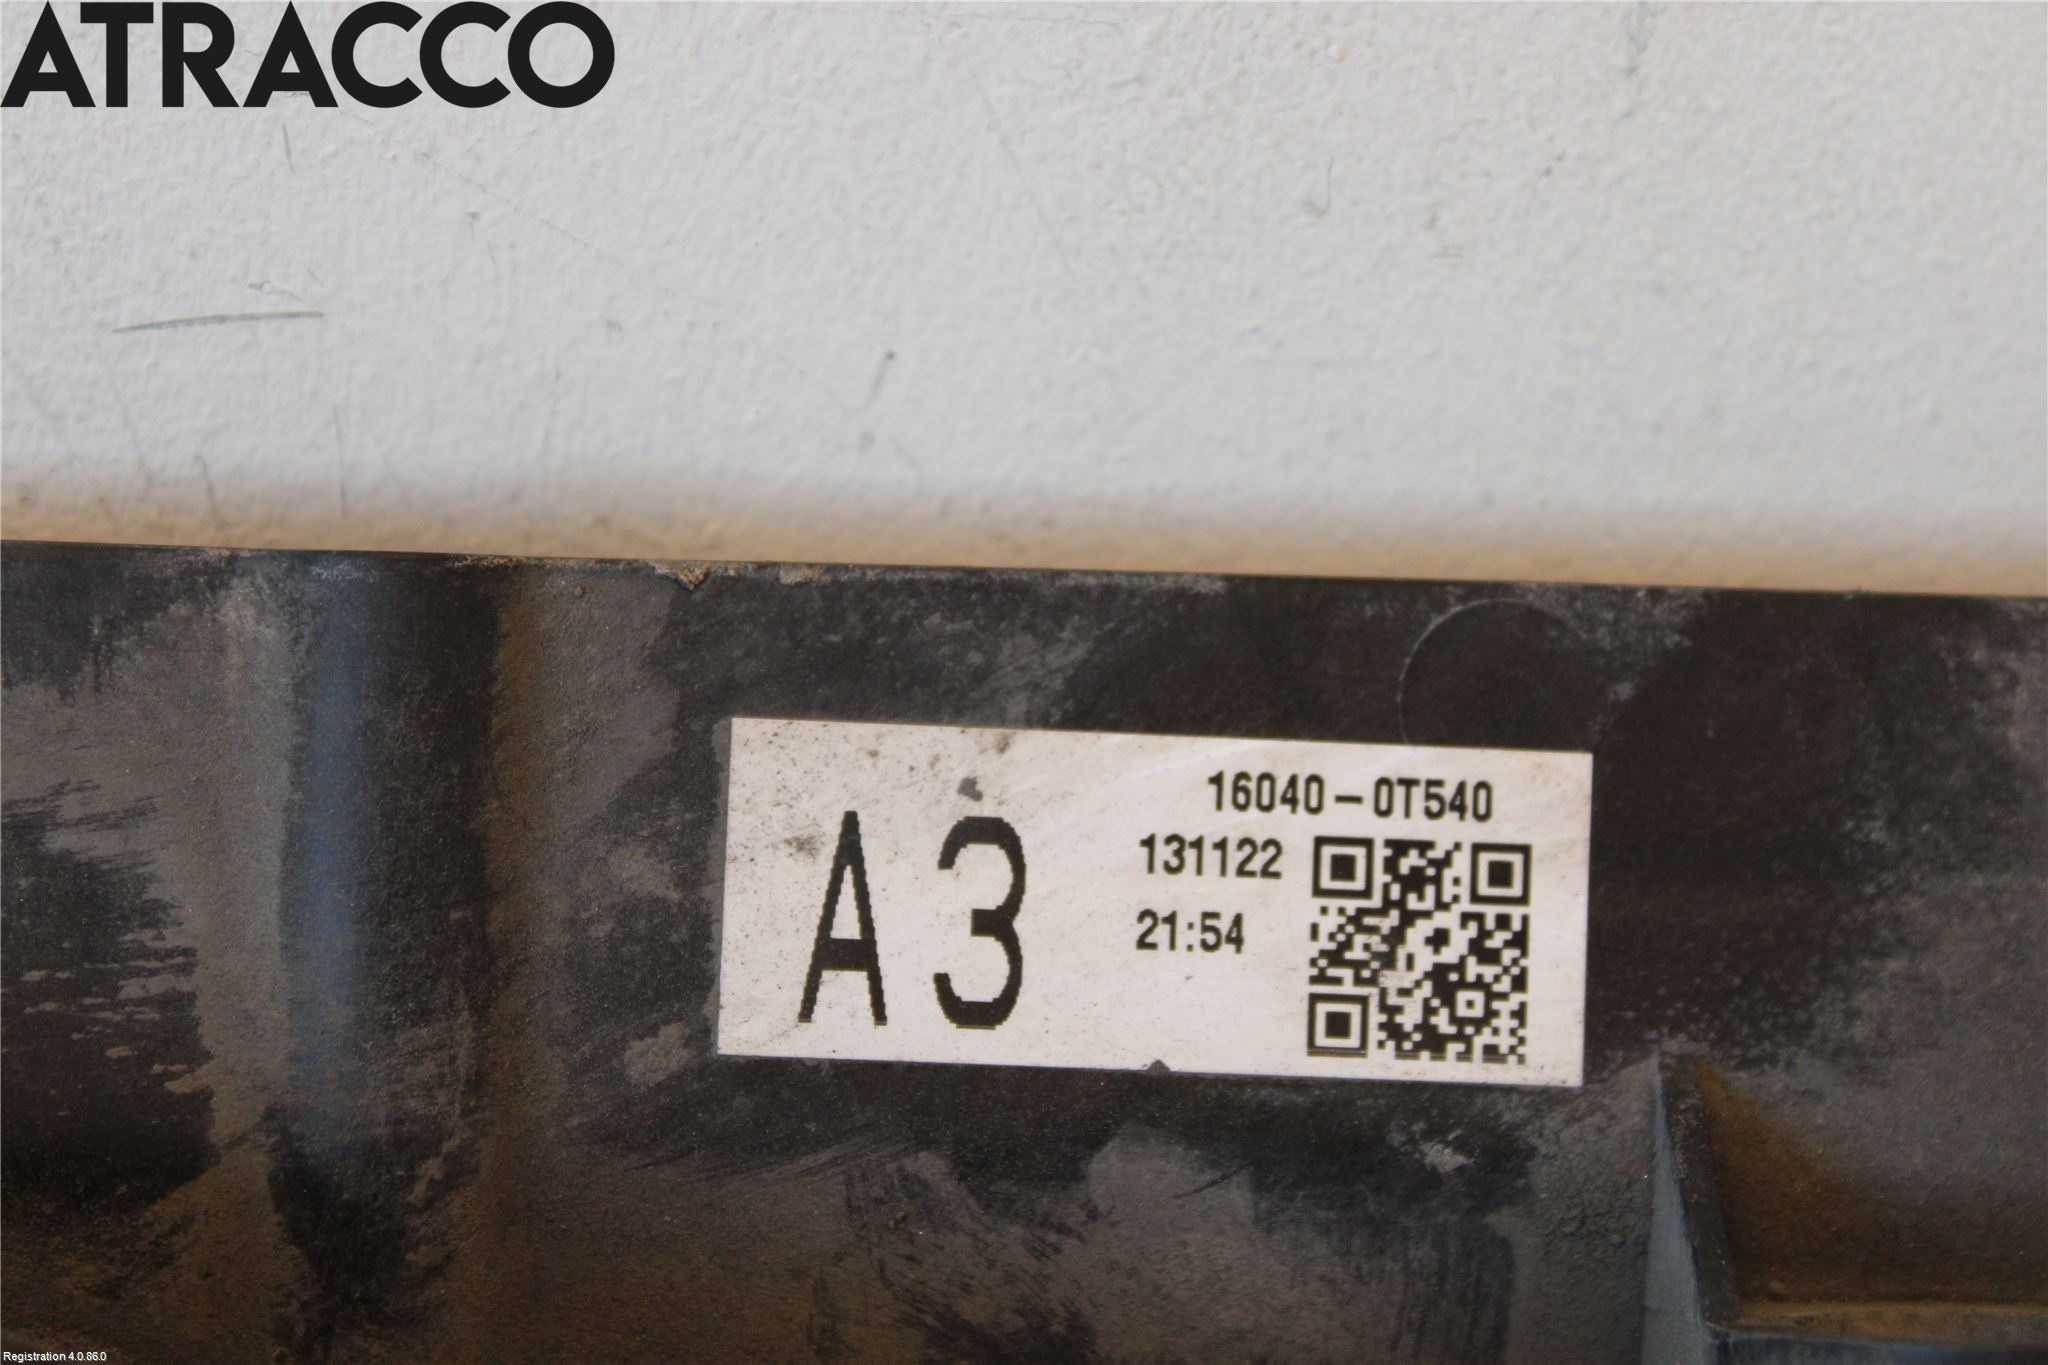 ATRACCO
A3
16040-0T540
131122
21:54
Registration 4.0.86.0